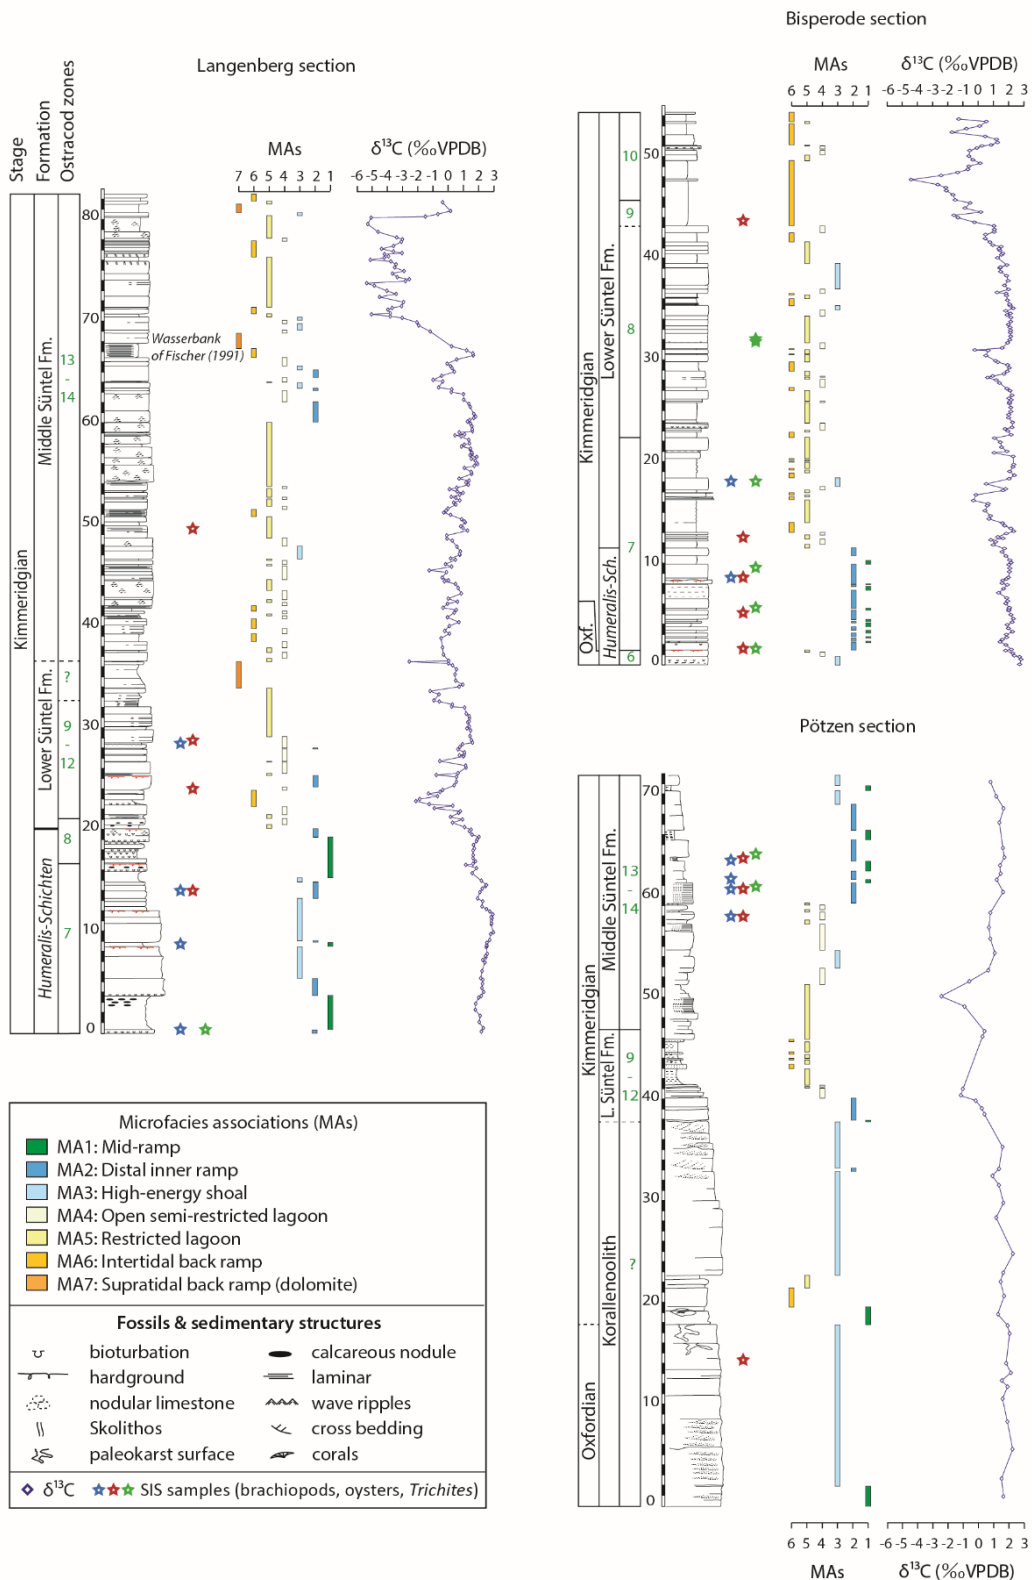 Langenberg section
Stage
Formation
Ostracod zones
MAs
δ¹³C (‰VPDB)
7 6 5 4 3 2 1
-6 -5 -4 -3 -2 -1 0 1 2 3
Kimmeridgian
Middle Süntel Fm.
Lower Süntel Fm.
Humeralis-Schichten
13
-
14
?
9
-
12
8
7
80
70
60
50
40
30
20
10
0
Wasserbank
of Fischer (1991)
Bisperode section
MAs
δ¹³C (‰VPDB)
6 5 4 3 2 1
-6 -5 -4 -3 -2 -1 0 1 2 3
Kimmeridgian
Oxf.
Lower Süntel Fm.
Humeralis-Sch.
10
9
8
7
6
50
40
30
20
10
0
Pötzen section
Kimmeridgian
Oxfordian
Middle Süntel Fm.
L. Süntel Fm.
Korallenoolith
13
-
14
9
-
12
?
70
60
50
40
30
20
10
0
6 5 4 3 2 1
-6 -5 -4 -3 -2 -1 0 1 2 3
MAs
δ¹³C (‰VPDB)
Microfacies associations (MAs)
MA1: Mid-ramp
MA2: Distal inner ramp
MA3: High-energy shoal
MA4: Open semi-restricted lagoon
MA5: Restricted lagoon
MA6: Intertidal back ramp
MA7: Supratidal back ramp (dolomite)
Fossils & sedimentary structures
bioturbation
calcareous nodule
hardground
laminar
nodular limestone
wave ripples
Skolithos
cross bedding
paleokarst surface
corals
δ¹³C
SIS samples (brachiopods, oysters, Trichites)